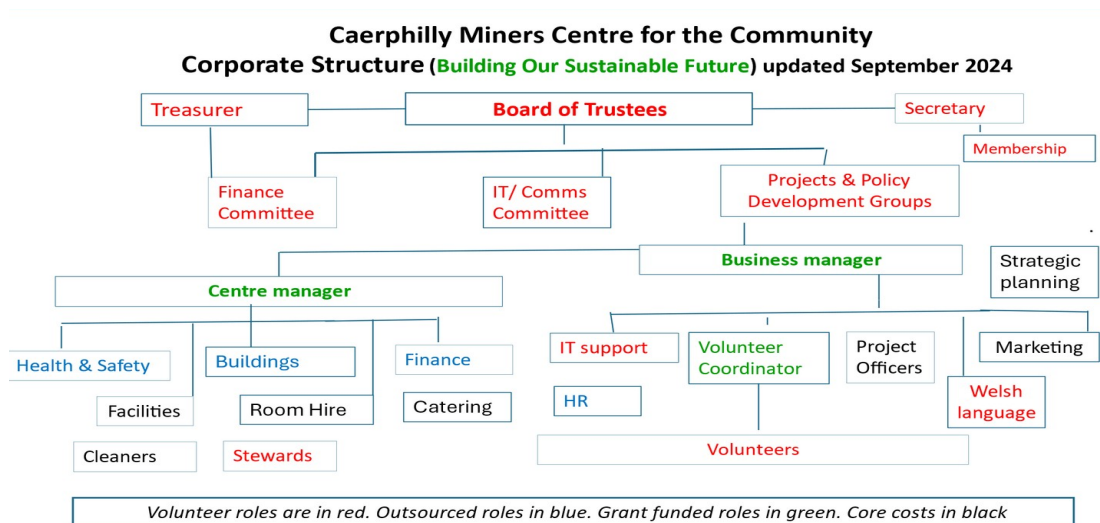 Caerphilly Miners Centre for the Community
Corporate Structure (Building Our Sustainable Future) updated September 2024
Treasurer
Board of Trustees
Secretary
Membership
Finance
Committee
IT/ Comms
Committee
Projects & Policy
Development Groups
Business manager
Strategic
planning
Centre manager
Health & Safety
Buildings
Finance
IT support
Volunteer
Coordinator
Project
Officers
Marketing
Facilities
Room Hire
Catering
HR
Welsh
language
Cleaners
Stewards
Volunteers
Volunteer roles are in red. Outsourced roles in blue. Grant funded roles in green. Core costs in black